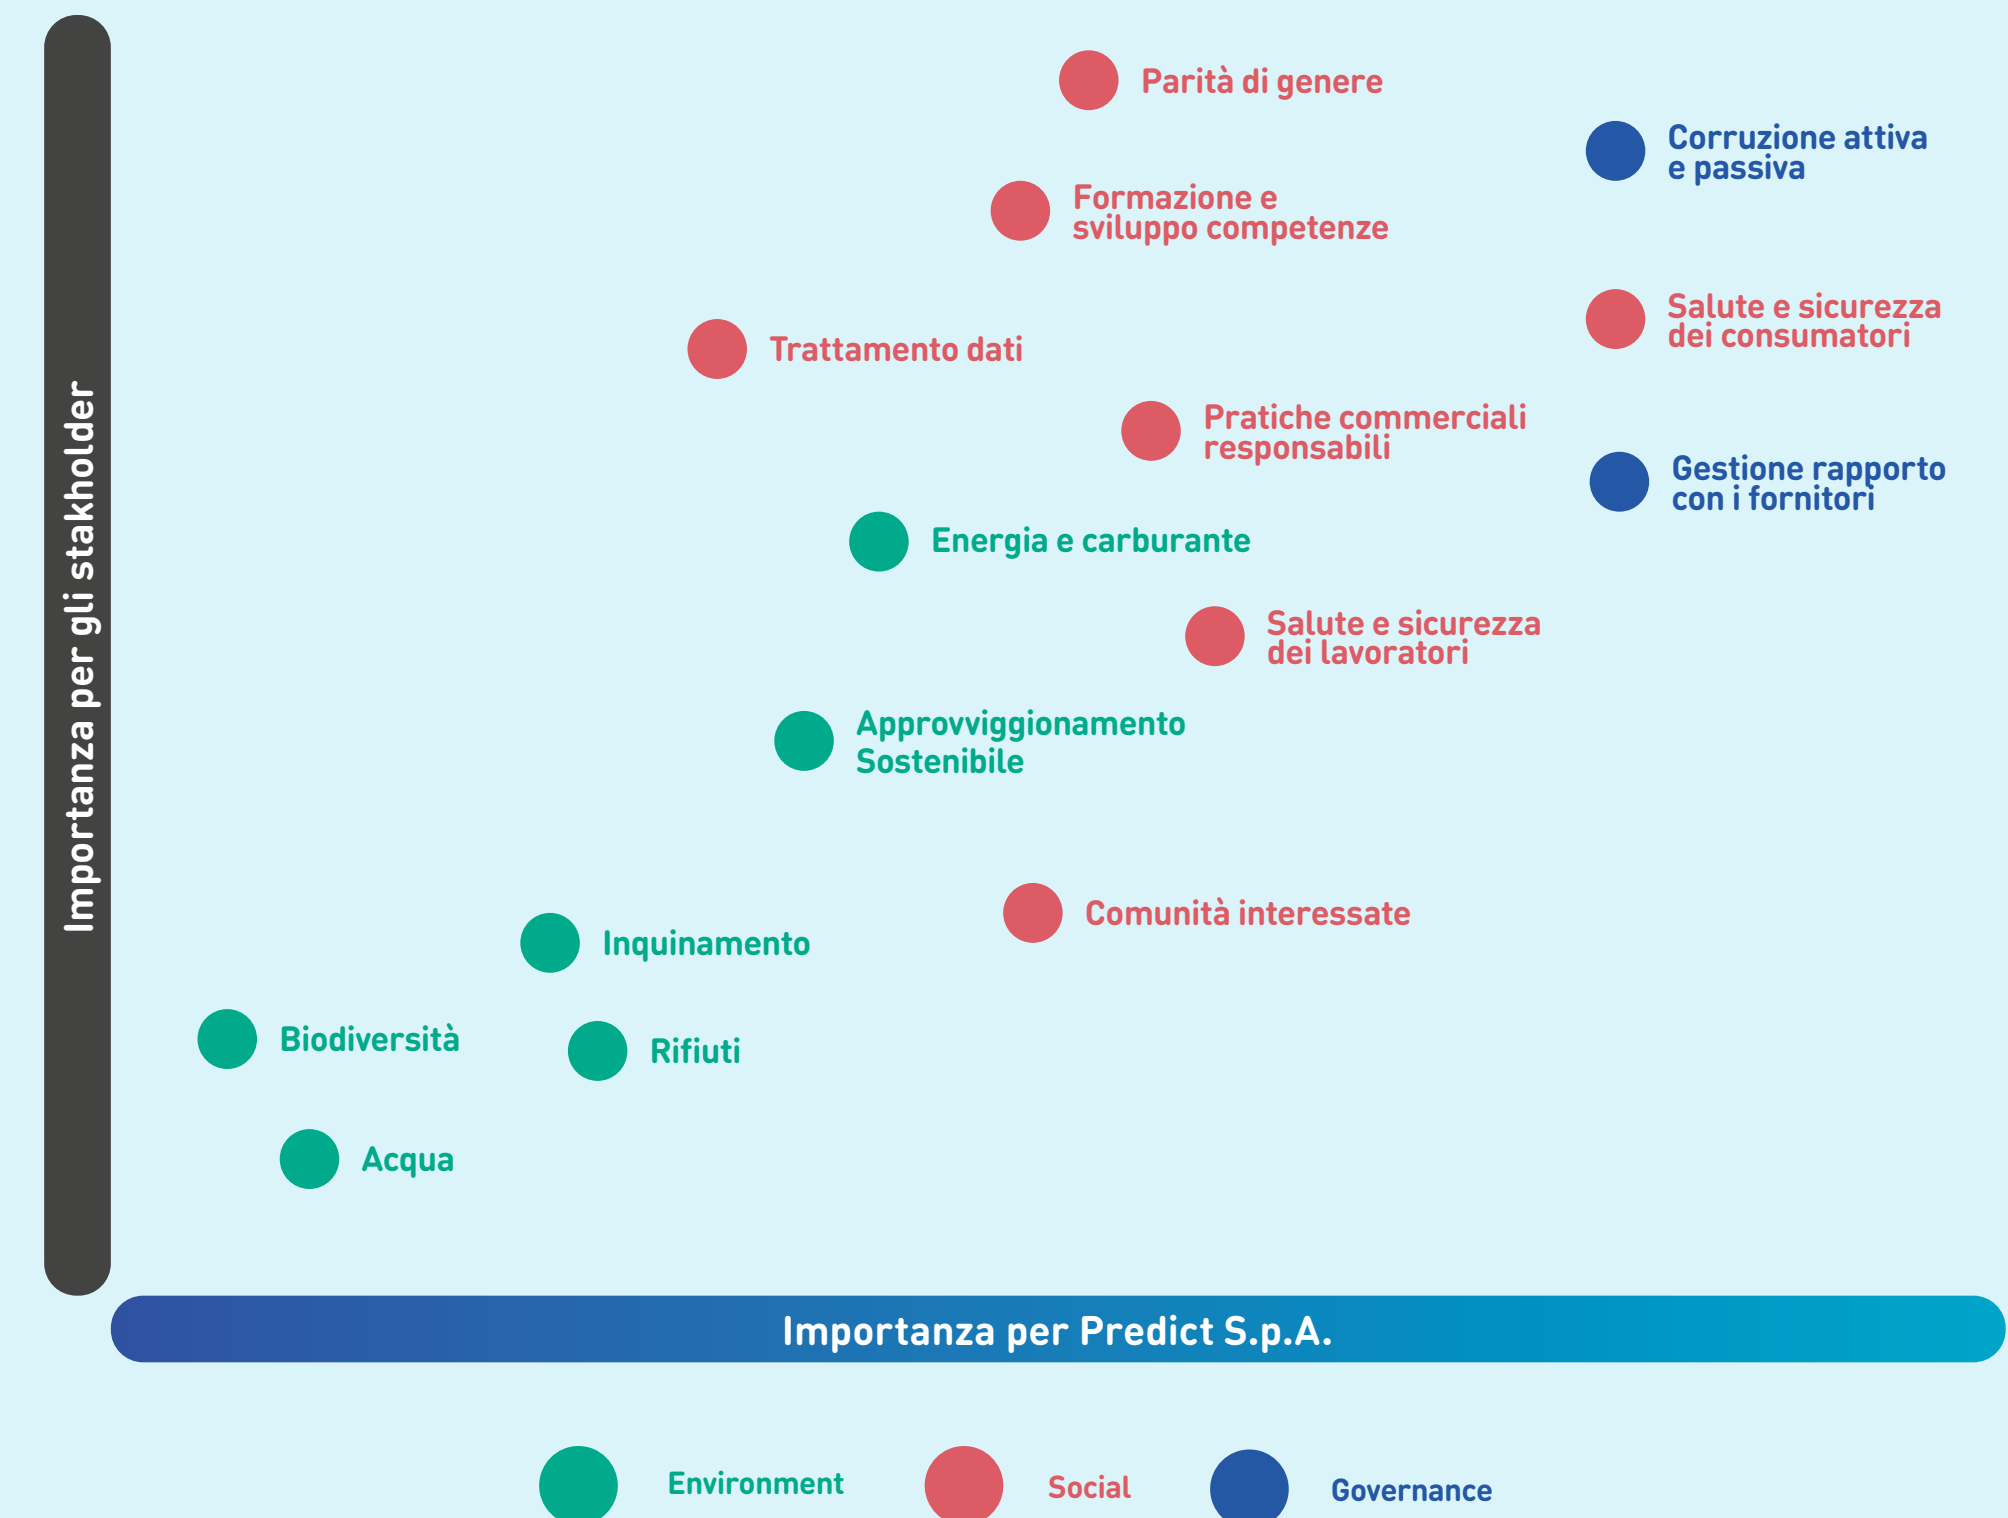 Parità di genere
Corruzione attiva
e passiva
Formazione e
sviluppo competenze
Salute e sicurezza
dei consumatori
Trattamento dati
Pratiche commerciali
responsabili
Gestione rapporto
con i fornitori
Energia e carburante
Salute e sicurezza
dei lavoratori
Approvviggionamento
Sostenibile
Comunità interessate
Inquinamento
Biodiversità
Rifiuti
Acqua
Importanza per gli stakholder
Importanza per Predict S.p.A.
Environment
Social
Governance